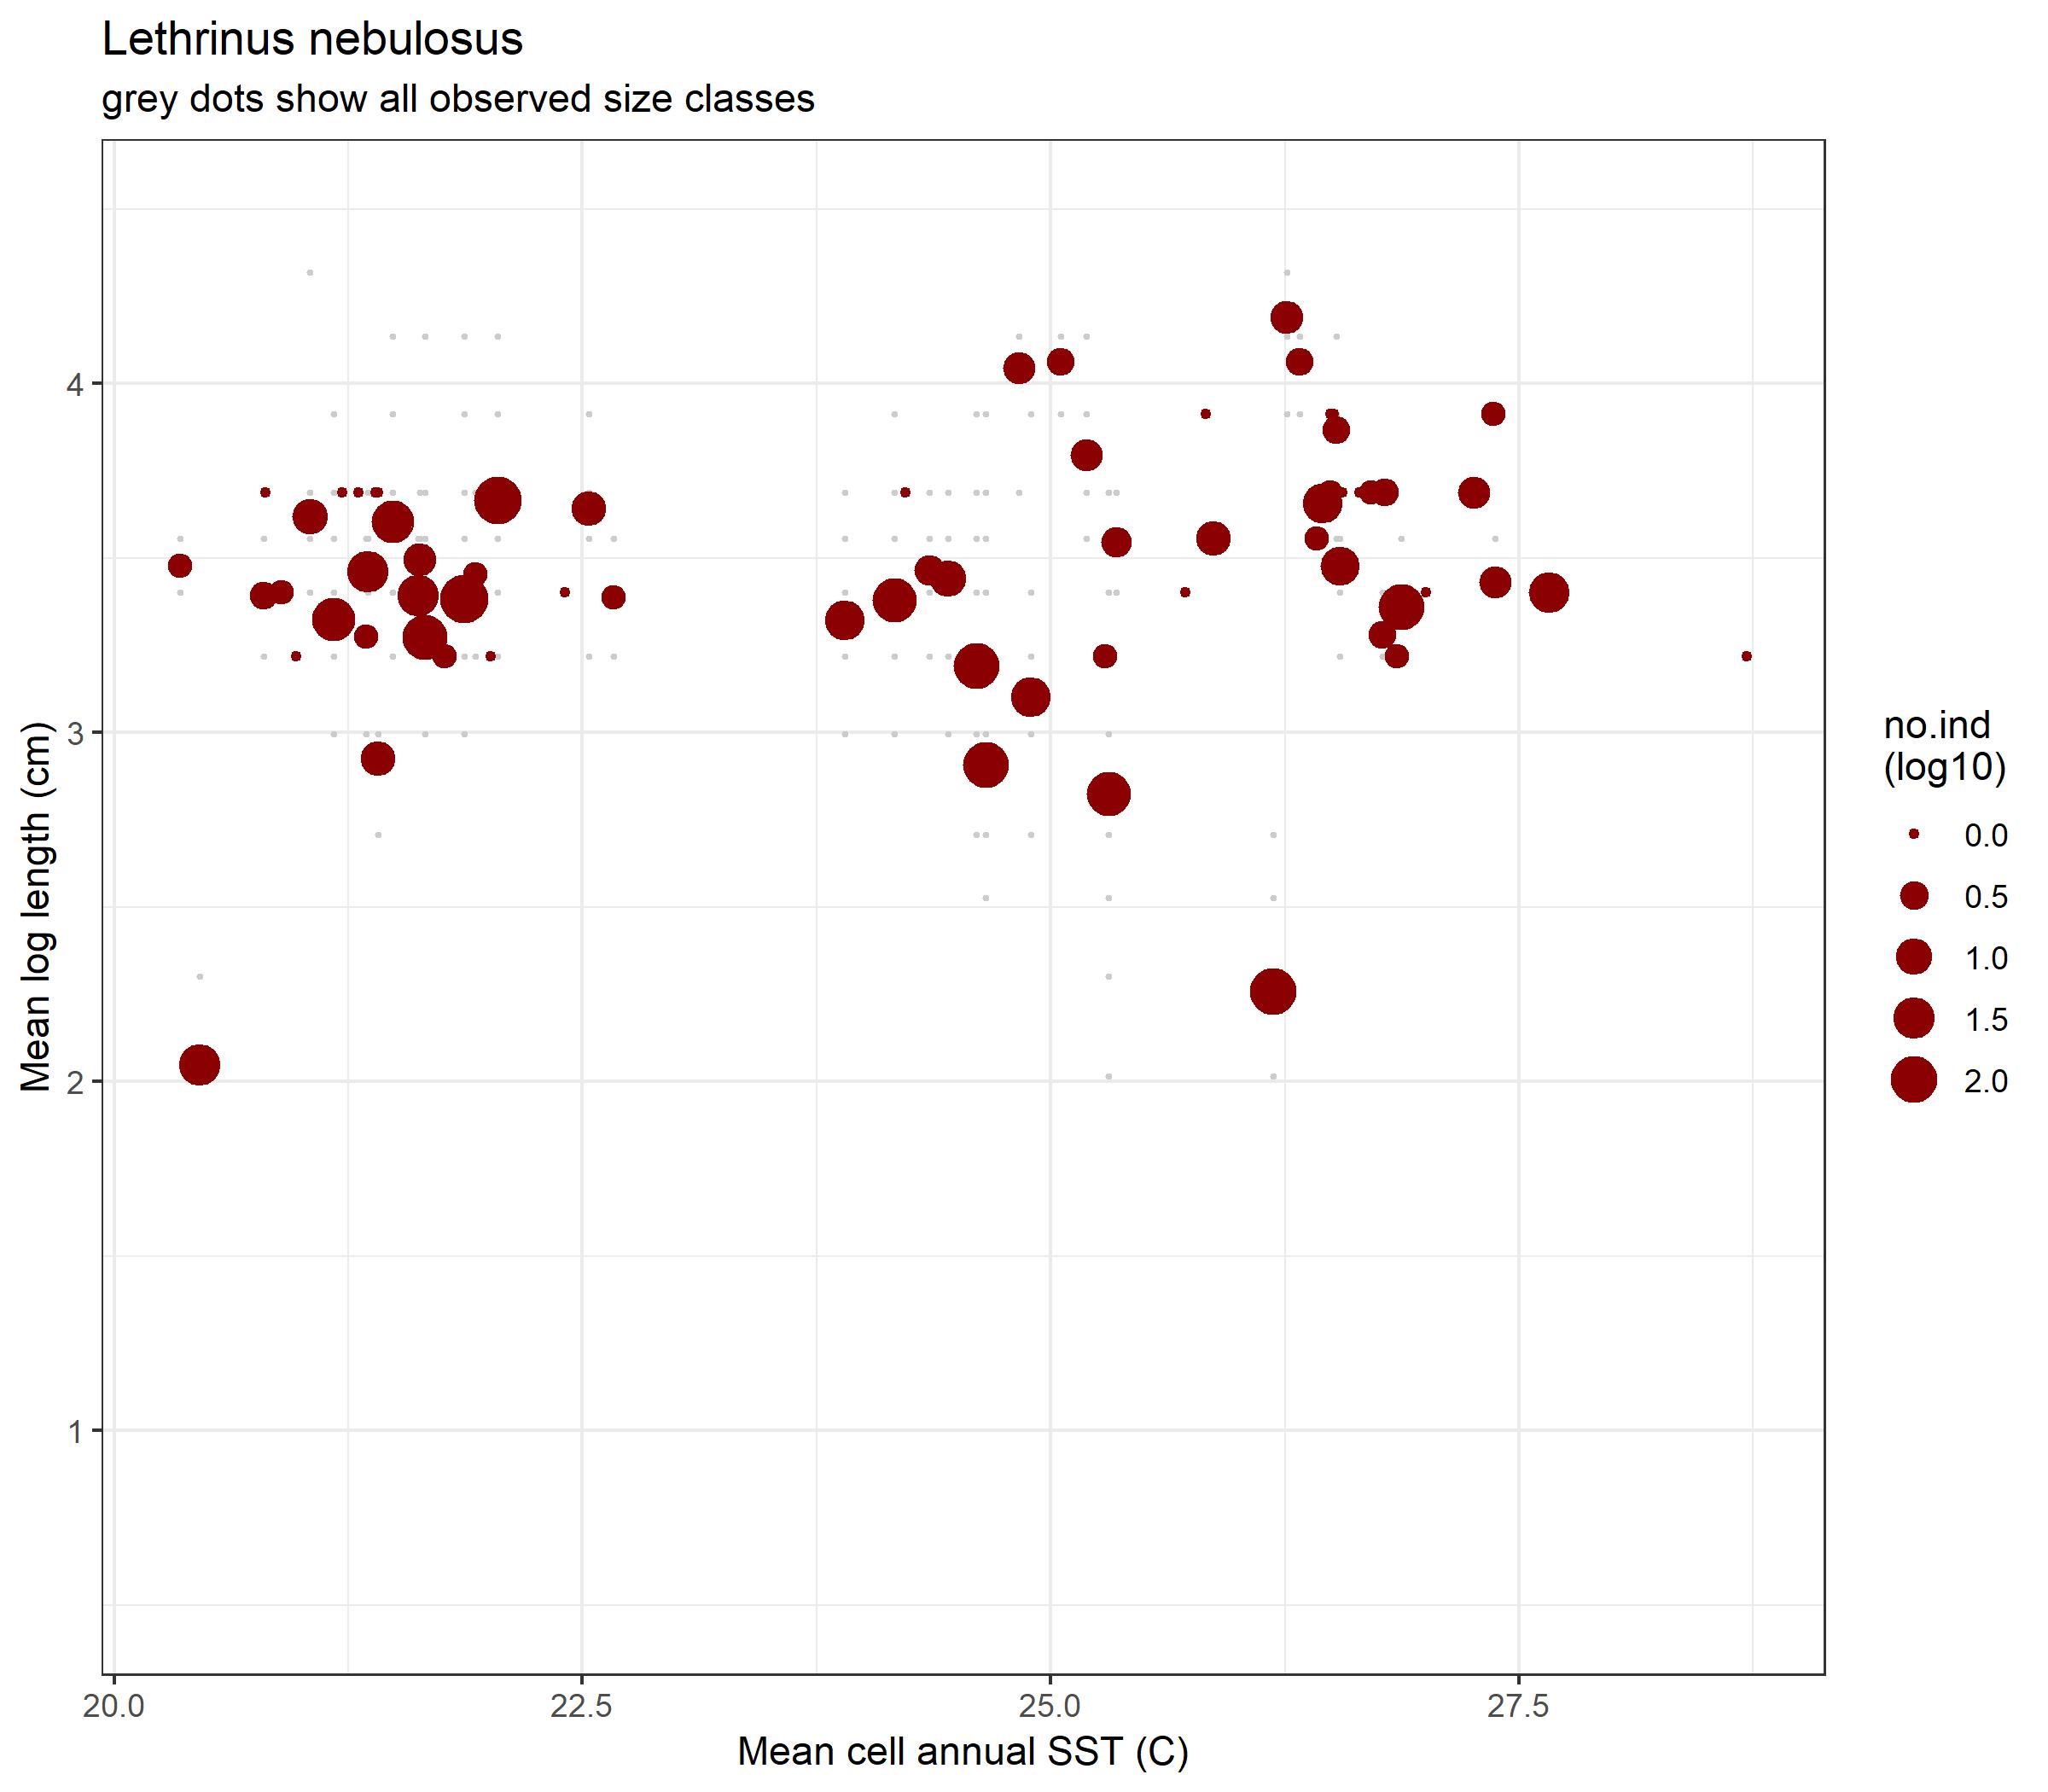 Lethrinus nebulosus
grey dots show all observed size classes
Mean log length (cm)
4
3
2
1
20.0 22.5 25.0 27.5
Mean cell annual SST (C)
no.ind
(log10)
0.0
0.5
1.0
1.5
2.0